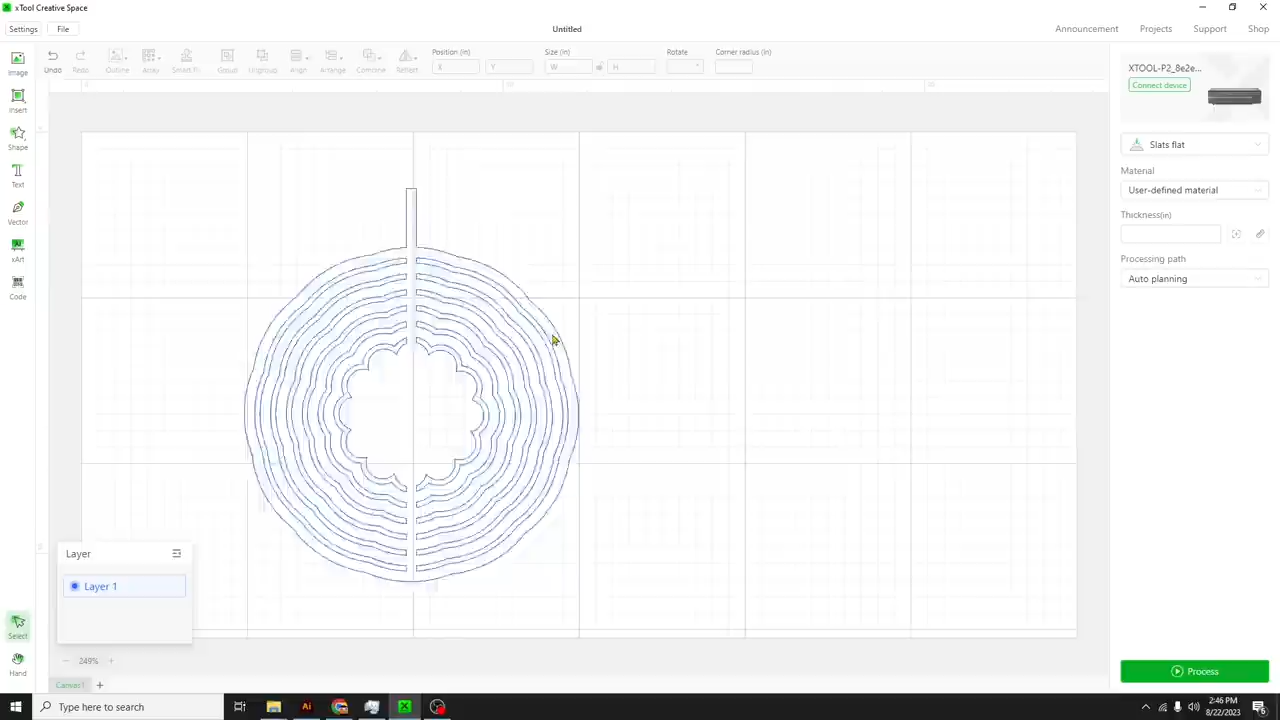 xTool Creative Space
Settings
File
Untitled
Announcement
Projects
Support
Shop
Undo
Redo
Outline
Array
Group
Ungroup
Align
Arrange
Combine
Reflect
Position (in)
X
Y
Size (in)
W
H
Rotate
Corner radius (in)
Image
Insert
Shape
Text
Vector
xArt
Code
Select
Hand
XTOOL-P2_8e2e...
Connect device
Slats flat
Material
User-defined material
Thickness(in)
Processing path
Auto planning
Layer
Layer 1
249%
Canvas1
Process
Type here to search
2:46 PM
8/22/2023